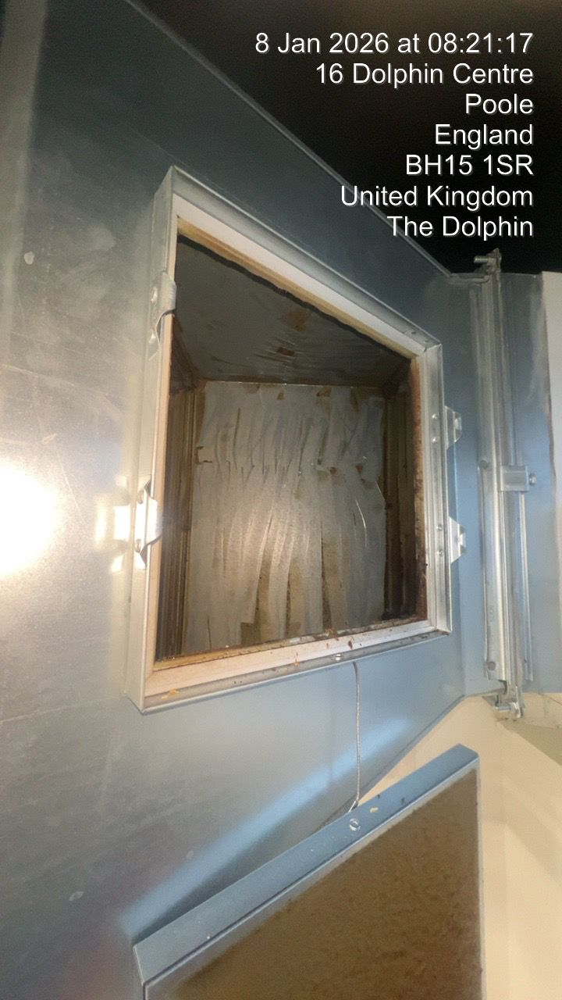 8 Jan 2026 at 08:21:17
16 Dolphin Centre
Poole
England
BH15 1SR
United Kingdom
The Dolphin